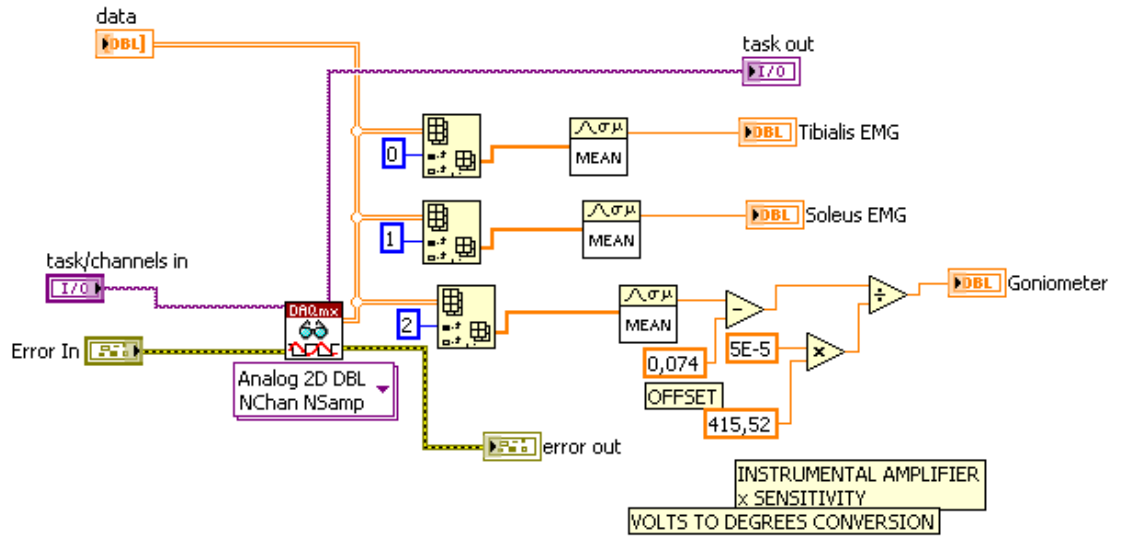 data
DBL]
task out
I/O
0
MEAN
DBL
Tibialis EMG
1
MEAN
DBL
Soleus EMG
task/channels in
I/O
DAQmx
2
MEAN
-
÷
DBL
Goniometer
Error In
0,074
5E-5
x
Analog 2D DBL
NChan NSamp
OFFSET
415,52
error out
INSTRUMENTAL AMPLIFIER
x SENSITIVITY
VOLTS TO DEGREES CONVERSION